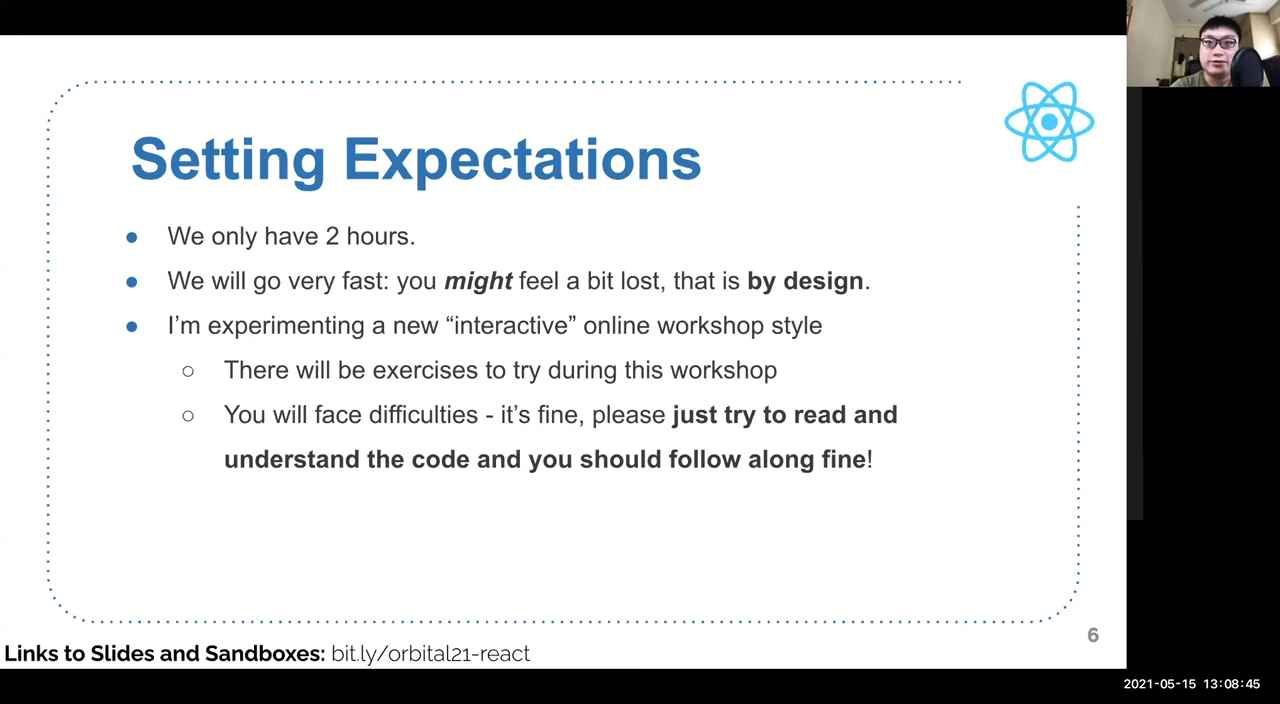 Setting Expectations
● We only have 2 hours.
● We will go very fast: you might feel a bit lost, that is by design.
● I’m experimenting a new “interactive” online workshop style
○ There will be exercises to try during this workshop
○ You will face difficulties - it’s fine, please just try to read and
understand the code and you should follow along fine!
6
Links to Slides and Sandboxes: bit.ly/orbital21-react
2021-05-15 13:08:45